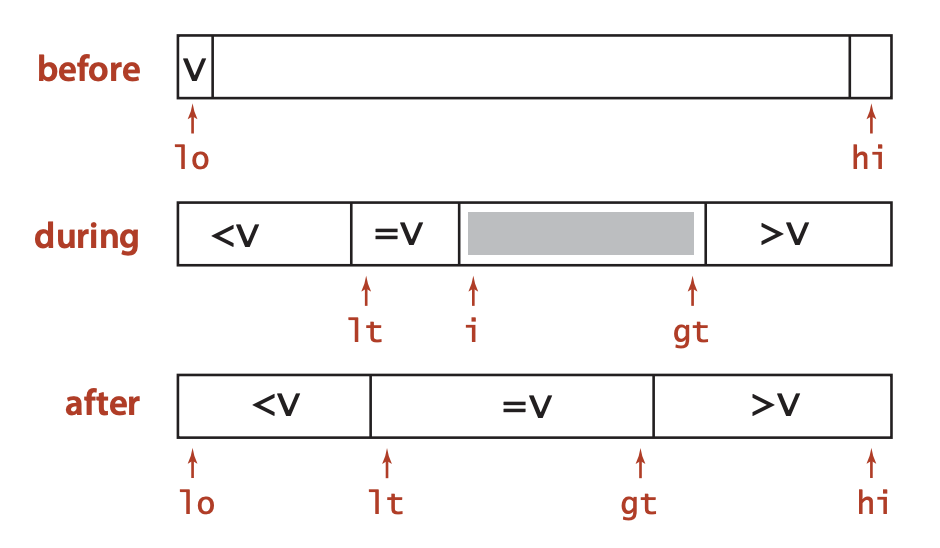 before V
lo hi
during <V =V >V
lt i gt
after <V =V >V
lo lt gt hi